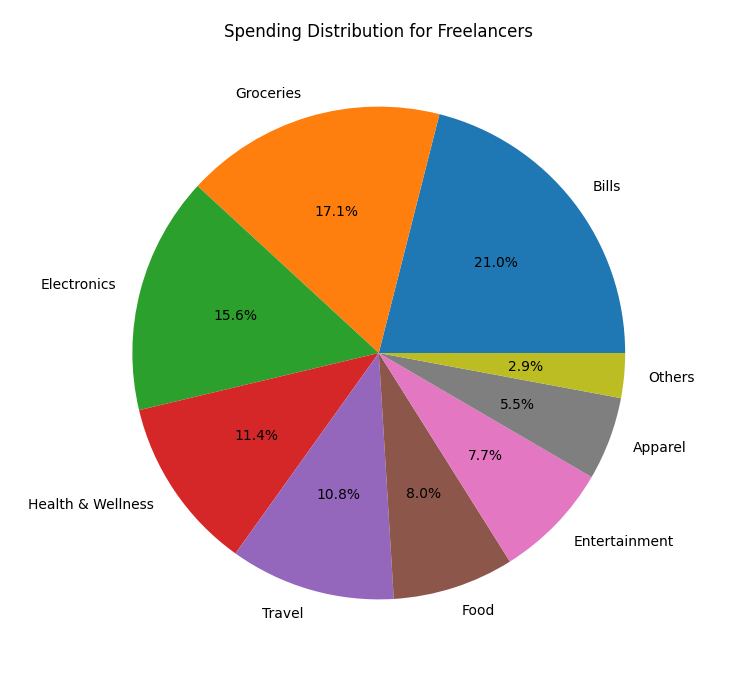 Spending Distribution for Freelancers
Groceries
Bills
17.1%
21.0%
Electronics
15.6%
2.9%
Others
5.5%
Apparel
11.4%
7.7%
Health & Wellness
10.8%
8.0%
Entertainment
Travel
Food